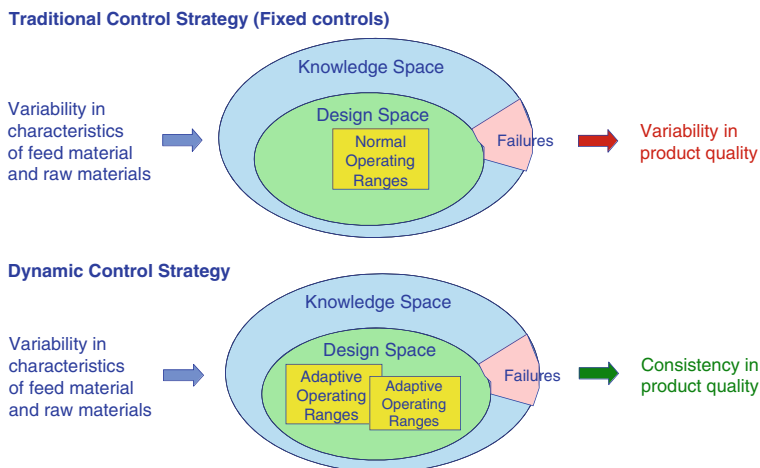 Traditional Control Strategy (Fixed controls)
Knowledge Space
Variability in
characteristics
of feed material
and raw materials
Design Space
Normal
Operating
Ranges
Failures
Variability in
product quality
Dynamic Control Strategy
Knowledge Space
Variability in
characteristics
of feed material
and raw materials
Design Space
Adaptive
Operating
Ranges
Adaptive
Operating
Ranges
Failures
Consistency in
product quality